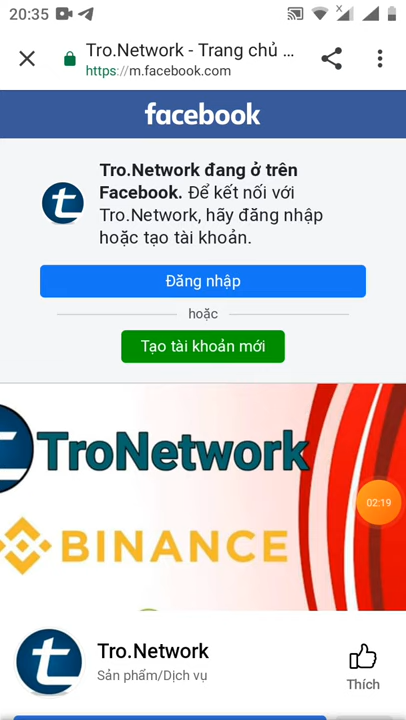 20:35
Tro.Network - Trang chủ ...
https://m.facebook.com
facebook
Tro.Network đang ở trên
Facebook. Để kết nối với
Tro.Network, hãy đăng nhập
hoặc tạo tài khoản.
Đăng nhập
hoặc
Tạo tài khoản mới
TroNetwork
02:19
BINANCE
Tro.Network
Sản phẩm/Dịch vụ
Thích